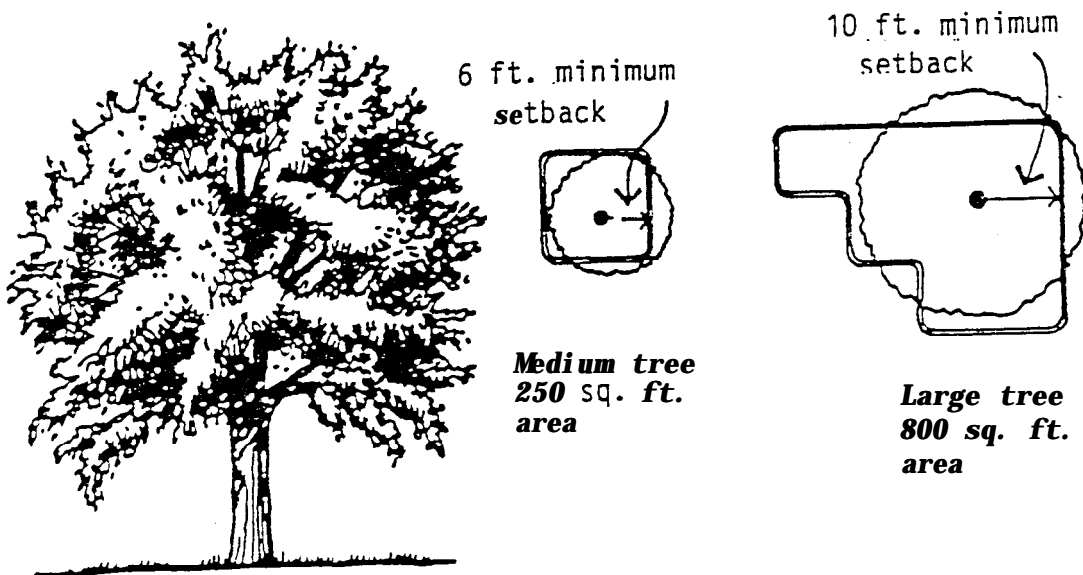 6 ft. minimum
setback
10 ft. minimum
setback
Medium tree
250 sq. ft.
area
Large tree
800 sq. ft.
area